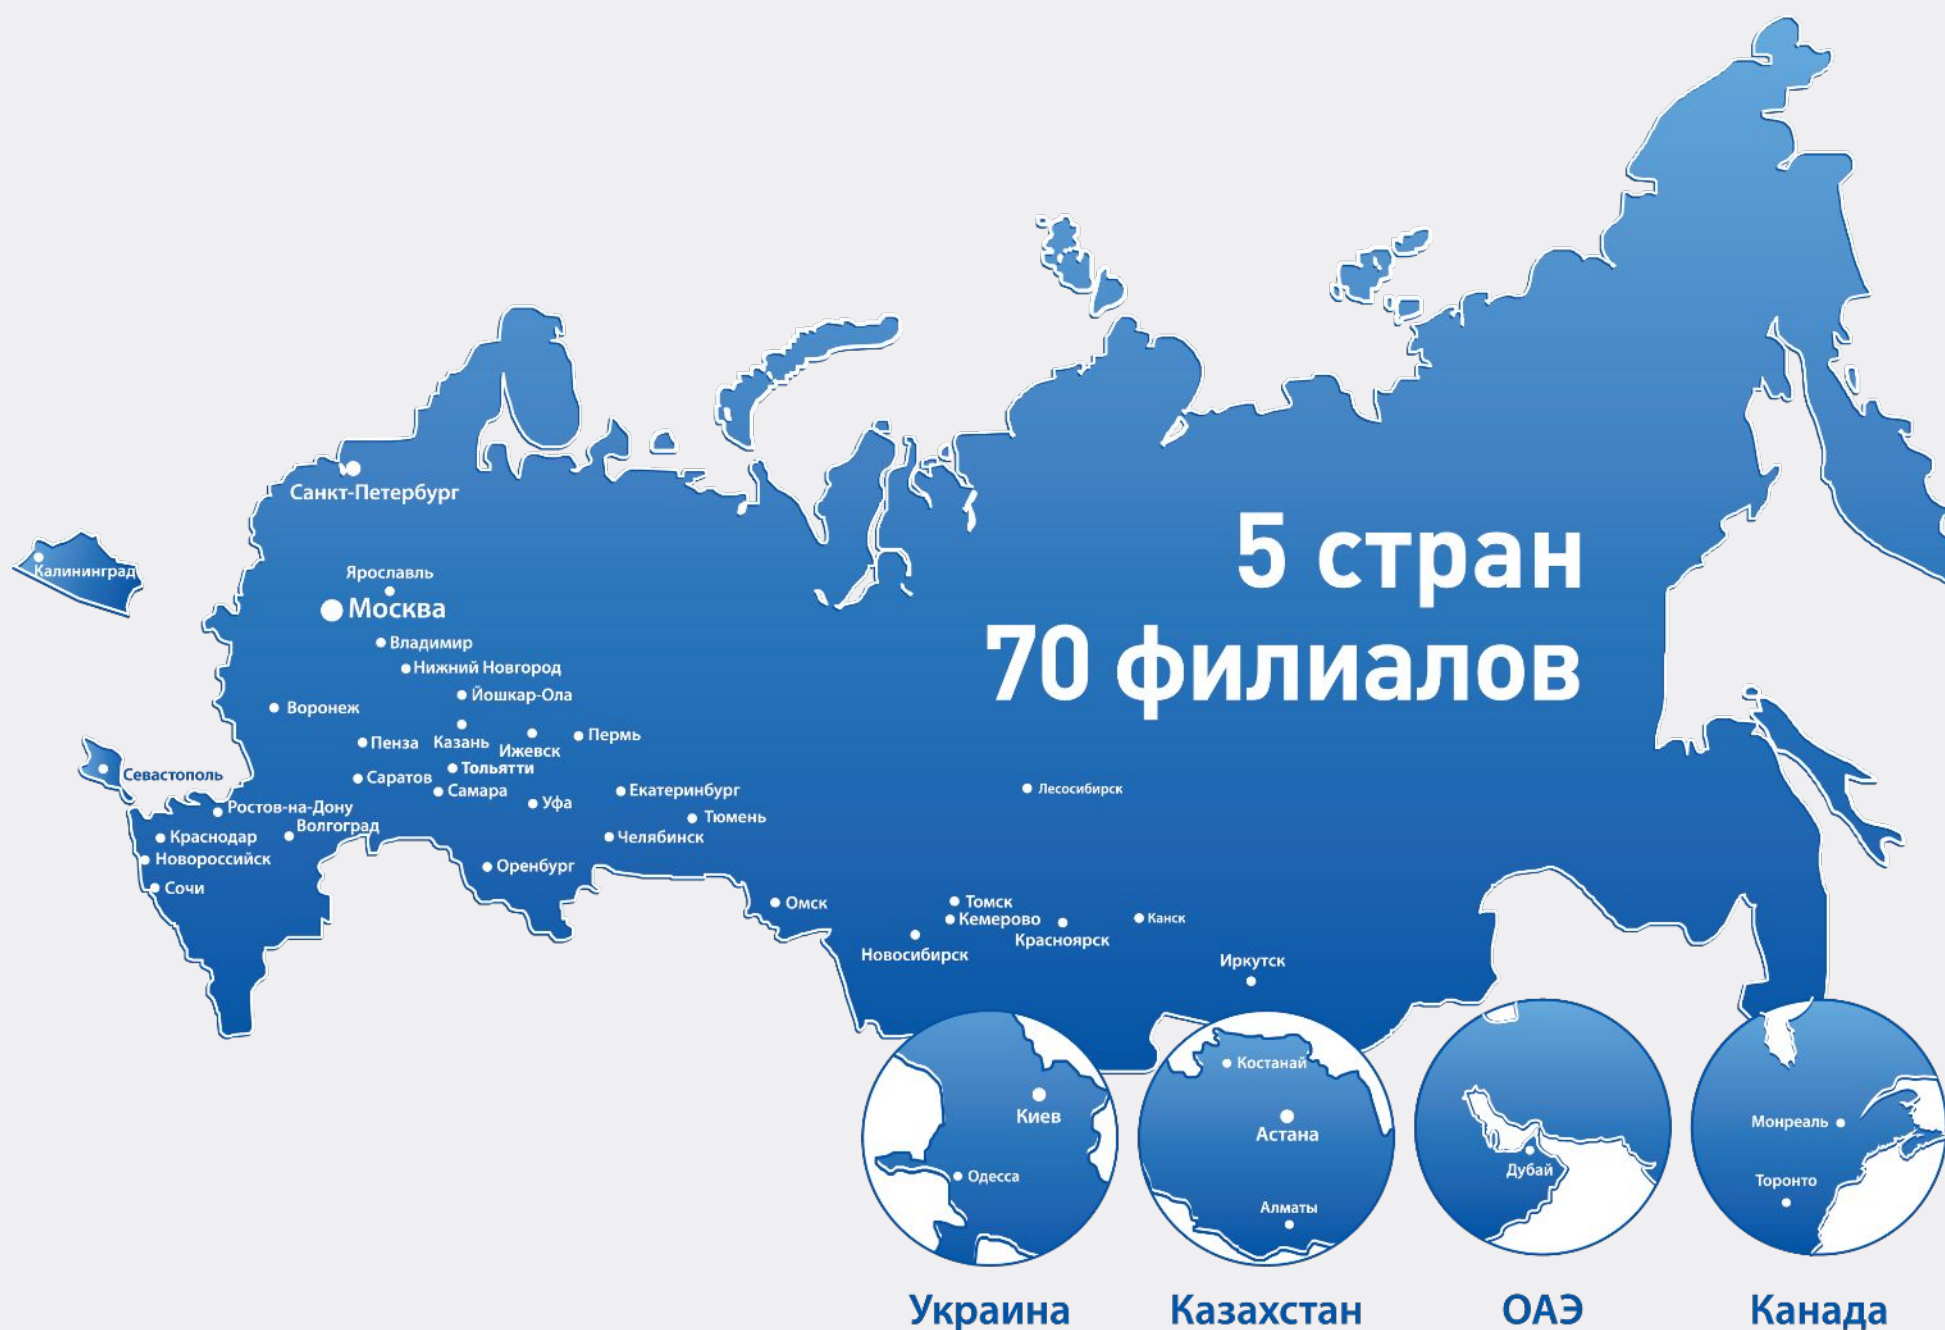 5 стран
70 филиалов
Санкт-Петербург
Калининград
Ярославль
Москва
Владимир
Нижний Новгород
Йошкар-Ола
Воронеж
Пенза
Казань
Ижевск
Пермь
Севастополь
Саратов
Тольятти
Самара
Уфа
Екатеринбург
Лесосибирск
Ростов-на-Дону
Волгоград
Тюмень
Краснодар
Челябинск
Новороссийск
Оренбург
Сочи
Омск
Томск
Кемерово
Красноярск
Канск
Новосибирск
Иркутск
Киев
Одесса
Костанай
Астана
Алматы
Дубай
Монреаль
Торонто
Украина
Казахстан
ОАЭ
Канада